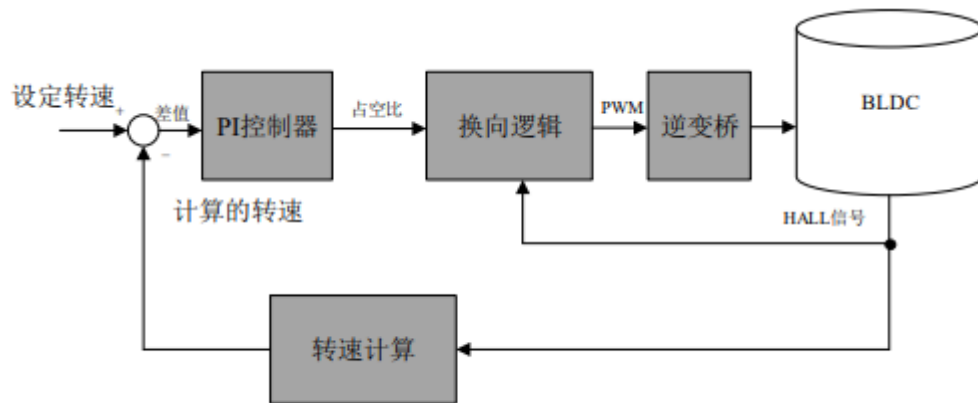 设定转速
+
差值
PI控制器
占空比
换向逻辑
PWM
逆变桥
BLDC
−
计算的转速
HALL信号
转速计算